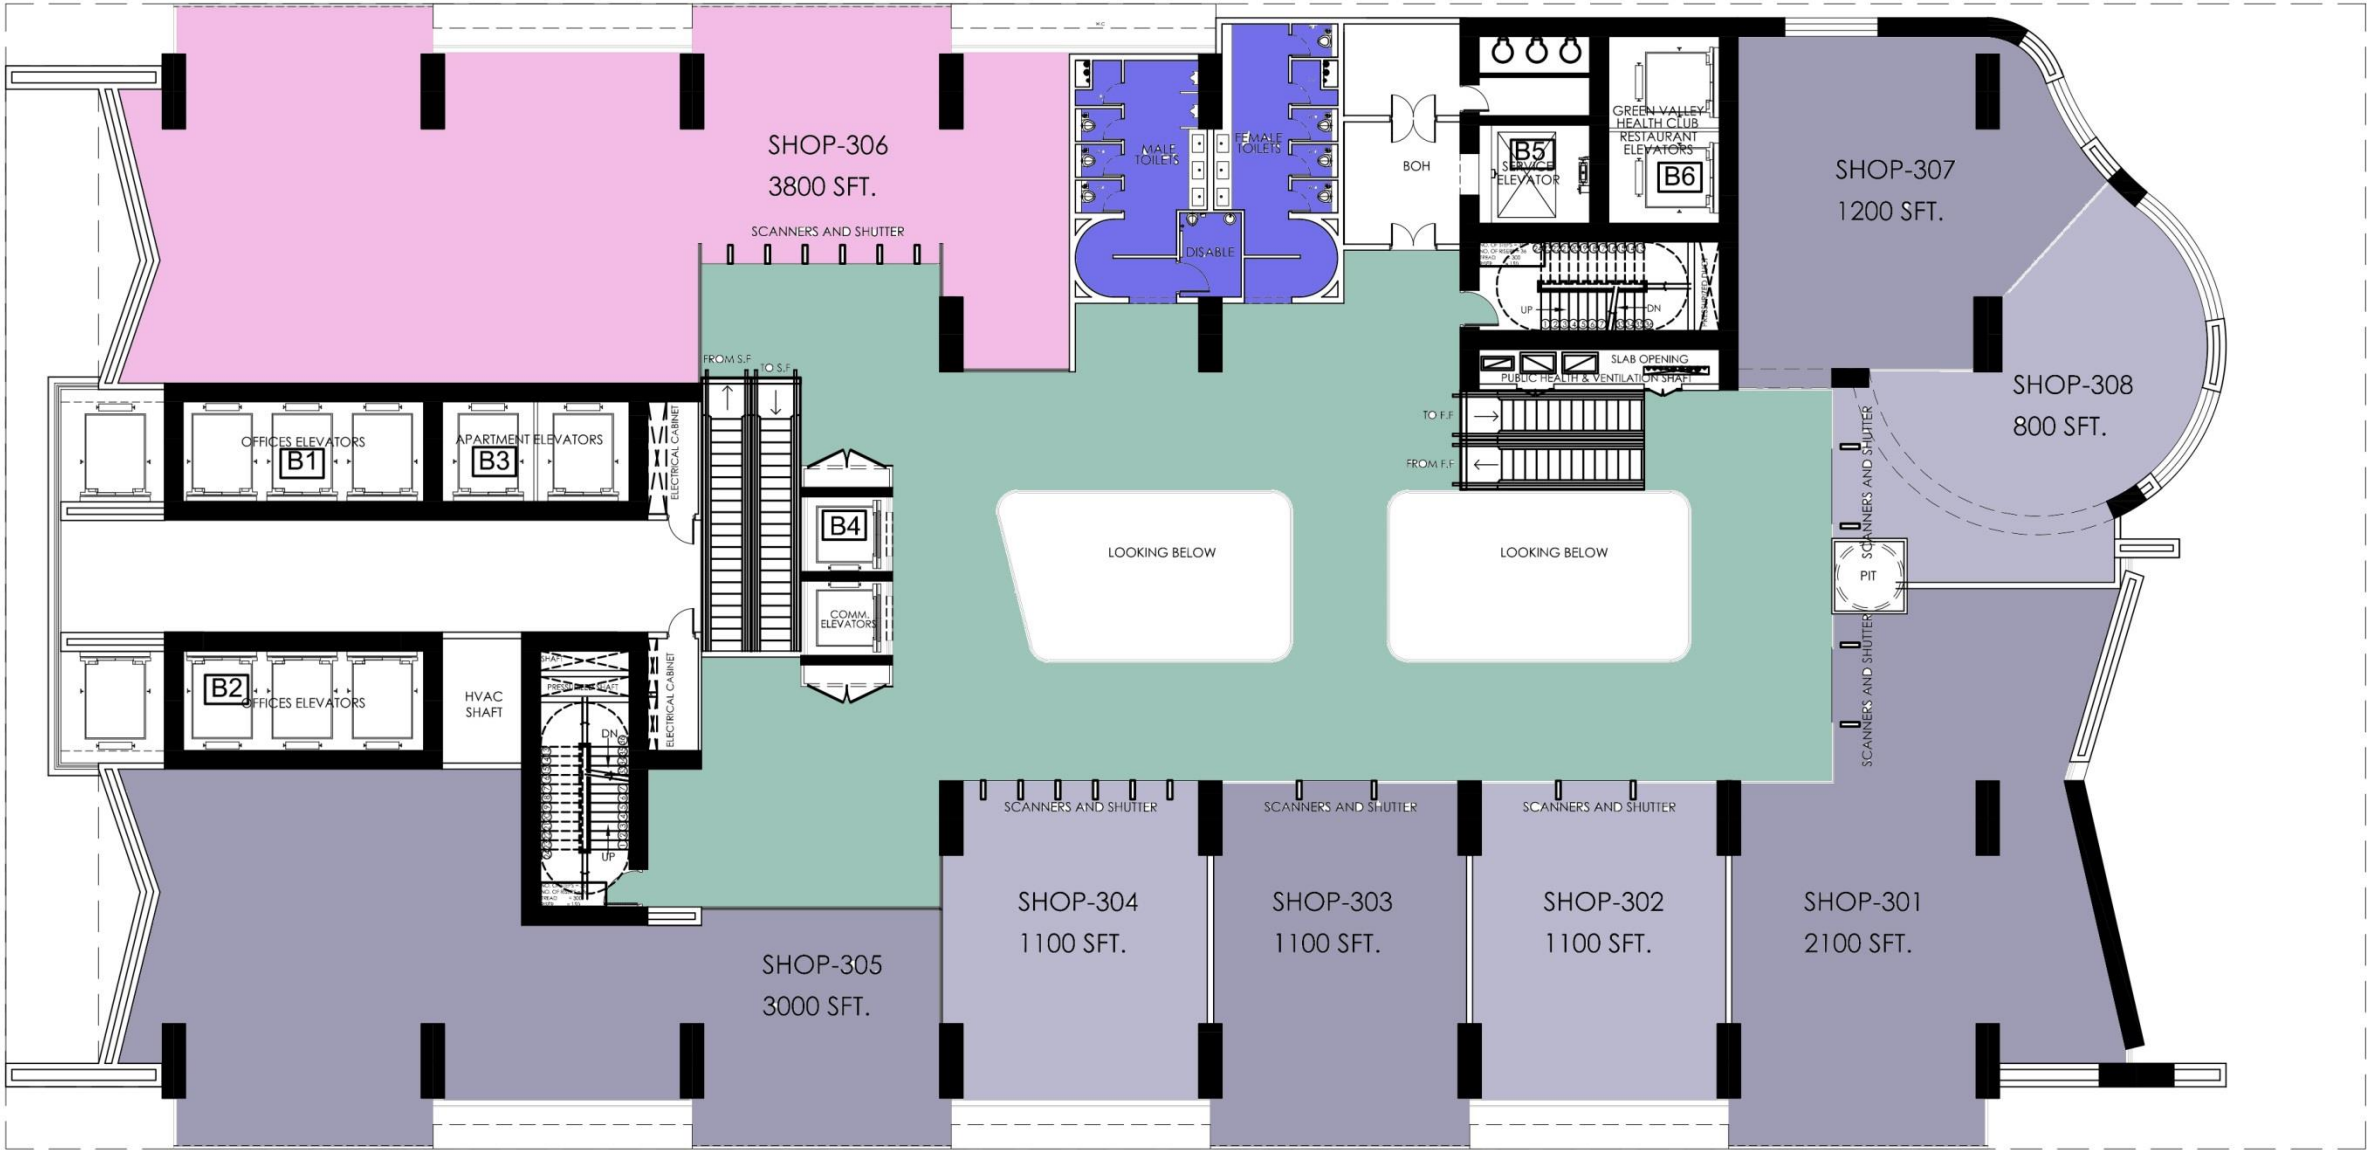 SHOP-306
3800 SFT.
SCANNERS AND SHUTTER
MALE
TOILETS
FEMALE
TOILETS
DISABLE
BOH
B5
SERVICE
ELEVATOR
GREEN VALLEY
HEALTH CLUB
RESTAURANT
ELEVATORS
B6
SHOP-307
1200 SFT.
UP
DN
SLAB OPENING
PUBLIC HEALTH & VENTILATION SHAFT
SHOP-308
800 SFT.
FROM S.F
TO S.F
TO F.F
FROM F.F
OFFICES ELEVATORS
B1
APARTMENT ELEVATORS
B3
ELECTRICAL CABINET
B4
COMM.
ELEVATORS
LOOKING BELOW
LOOKING BELOW
SCANNERS AND SHUTTER
PIT
SCANNERS AND SHUTTER
B2
OFFICES ELEVATORS
HVAC
SHAFT
SHAFT
ELECTRICAL CABINET
DN
UP
SCANNERS AND SHUTTER
SCANNERS AND SHUTTER
SCANNERS AND SHUTTER
SHOP-305
3000 SFT.
SHOP-304
1100 SFT.
SHOP-303
1100 SFT.
SHOP-302
1100 SFT.
SHOP-301
2100 SFT.